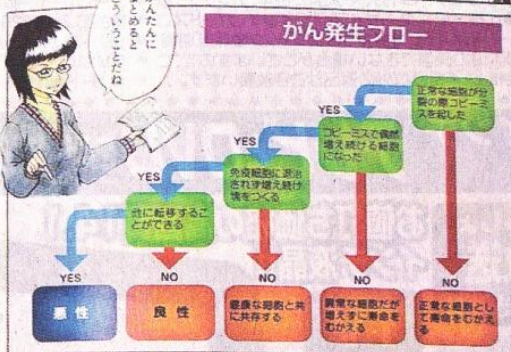 かんたんに
まとめると
こういうことだね
がん発生フロー
正常な細胞が分
裂の際コピーミ
スを起した
YES
コピーミスで偶然
増え続ける細胞
になった
YES
免疫細胞に退治
されず増え続け
塊をつくる
YES
他に転移するこ
とができる
YES
NO
NO
NO
NO
悪性
良性
健康な細胞と共
に共存する
異常な細胞だが
増えずに寿命を
むかえる
正常な細胞とし
て寿命をむかえ
る